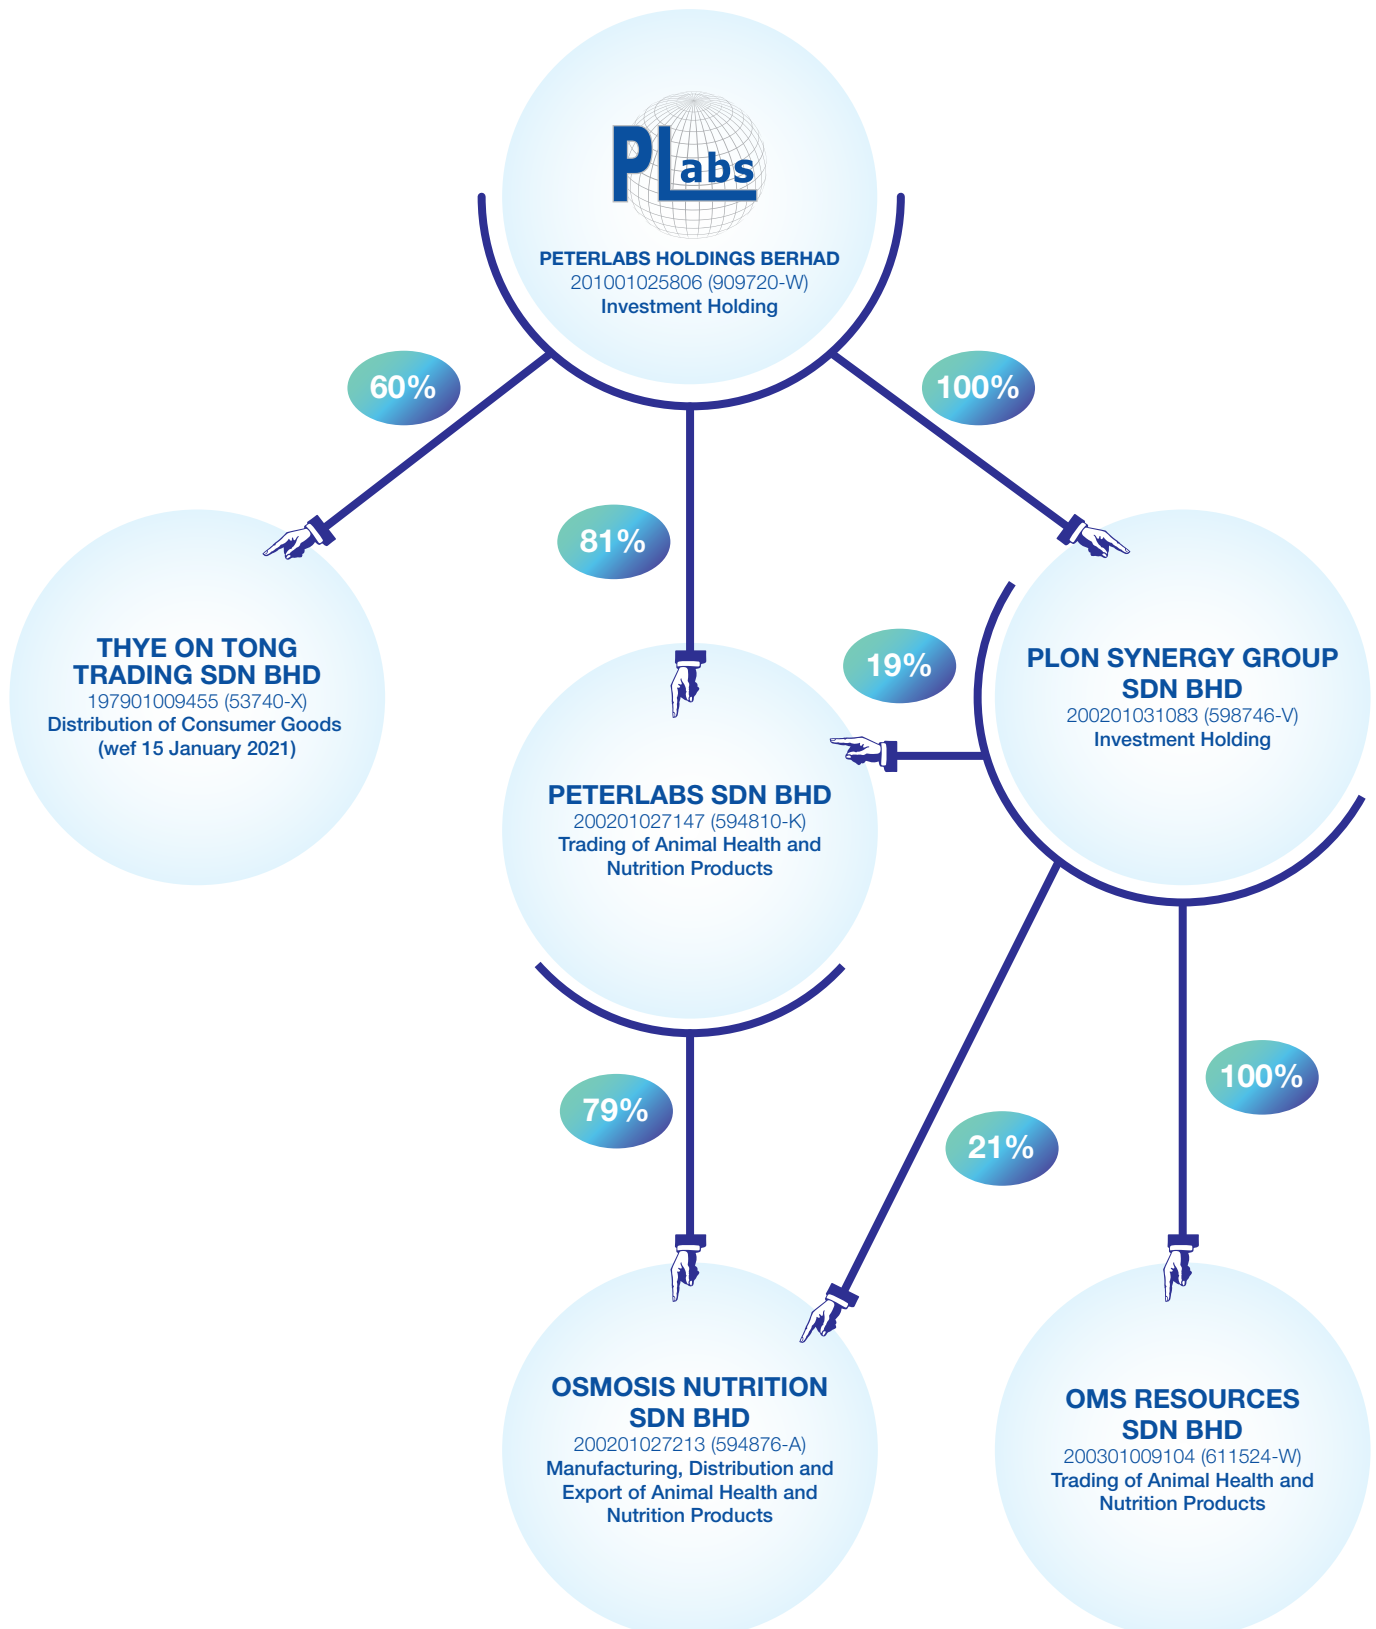 PLabs
PETERLABS HOLDINGS BERHAD
201001025806 (909720-W)
Investment Holding
60%
100%
81%
THYE ON TONG
TRADING SDN BHD
197901009455 (53740-X)
Distribution of Consumer Goods
(wef 15 January 2021)
19%
PLON SYNERGY GROUP
SDN BHD
200201031083 (598746-V)
Investment Holding
PETERLABS SDN BHD
200201027147 (594810-K)
Trading of Animal Health and
Nutrition Products
79%
21%
100%
OSMOSIS NUTRITION
SDN BHD
200201027213 (594876-A)
Manufacturing, Distribution and
Export of Animal Health and
Nutrition Products
OMS RESOURCES
SDN BHD
200301009104 (611524-W)
Trading of Animal Health and
Nutrition Products